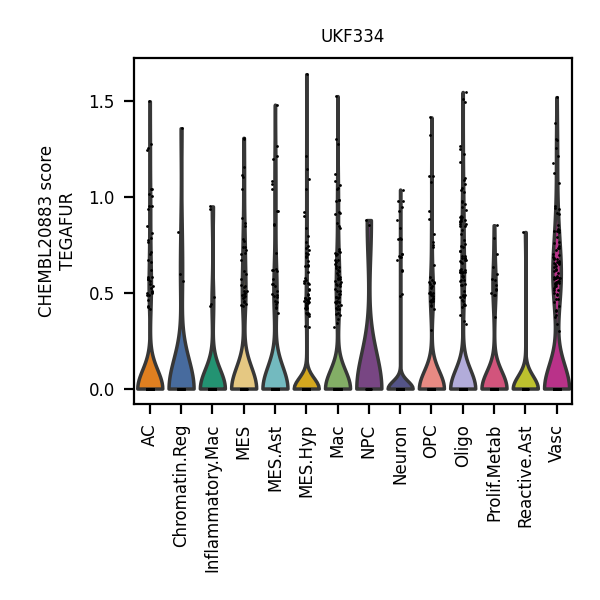 UKF334
CHEMBL20883 score
TEGAFUR
1.5
1.0
0.5
0.0
AC
Chromatin.Reg
Inflammatory.Mac
MES
MES.Ast
MES.Hyp
Mac
NPC
Neuron
OPC
Oligo
Prolif.Metab
Reactive.Ast
Vasc